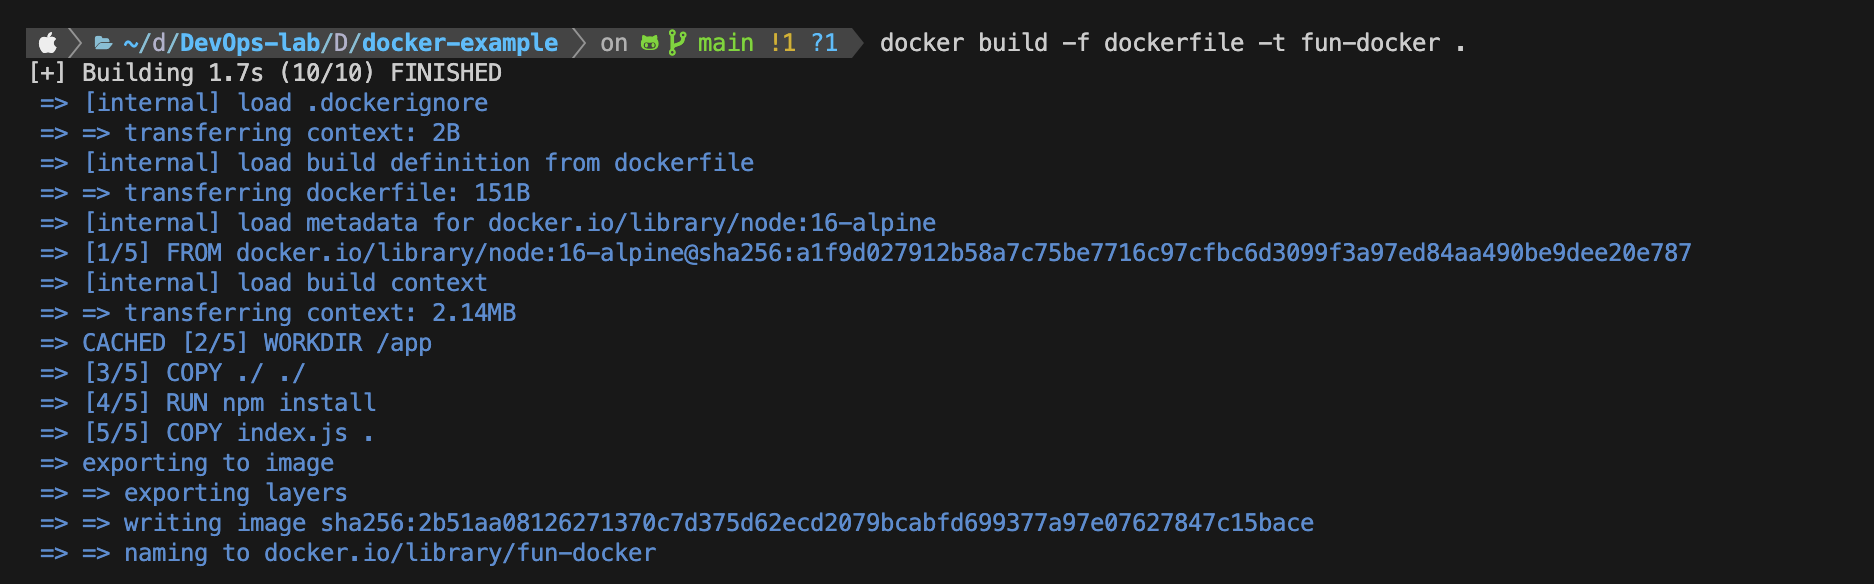 ~/d/DevOps-lab/D/docker-example on main !1 ?1 docker build -f dockerfile -t fun-docker .
[+] Building 1.7s (10/10) FINISHED
=> [internal] load .dockerignore
=> => transferring context: 2B
=> [internal] load build definition from dockerfile
=> => transferring dockerfile: 151B
=> [internal] load metadata for docker.io/library/node:16-alpine
=> [1/5] FROM docker.io/library/node:16-alpine@sha256:a1f9d027912b58a7c75be7716c97cfbc6d3099f3a97ed84aa490be9dee20e787
=> [internal] load build context
=> => transferring context: 2.14MB
=> CACHED [2/5] WORKDIR /app
=> [3/5] COPY ./ ./
=> [4/5] RUN npm install
=> [5/5] COPY index.js .
=> exporting to image
=> => exporting layers
=> => writing image sha256:2b51aa08126271370c7d375d62ecd2079bcabfd699377a97e07627847c15bace
=> => naming to docker.io/library/fun-docker